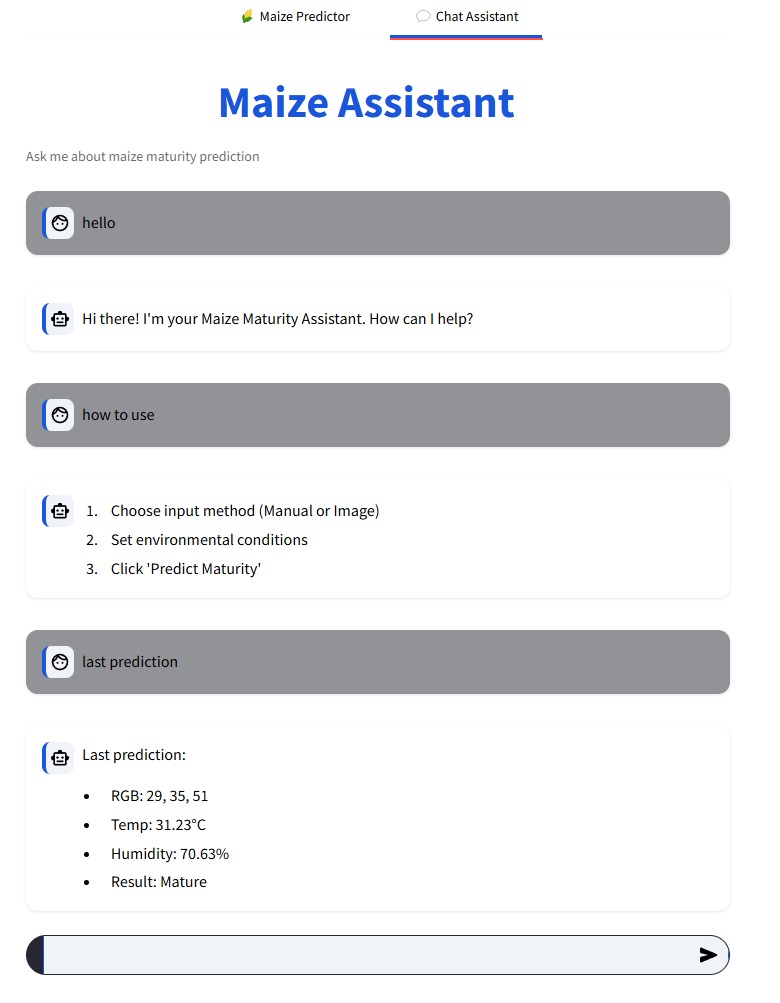 Maize Predictor
Chat Assistant
Maize Assistant
Ask me about maize maturity prediction
hello
Hi there! I'm your Maize Maturity Assistant. How can I help?
how to use
1. Choose input method (Manual or Image)
2. Set environmental conditions
3. Click 'Predict Maturity'
last prediction
Last prediction:
• RGB: 29, 35, 51
• Temp: 31.23°C
• Humidity: 70.63%
• Result: Mature